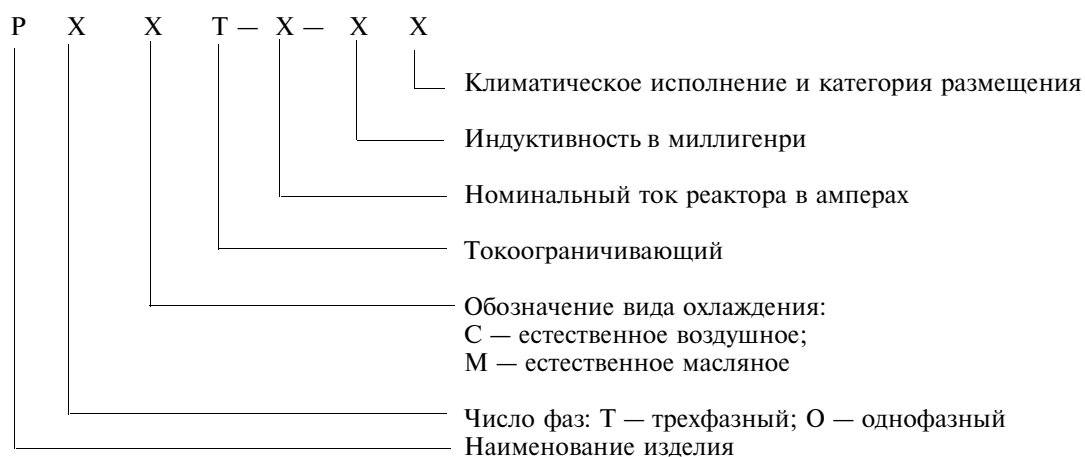 Р Х Х Т — Х — Х Х
Климатическое исполнение и категория размещения
Индуктивность в миллигенри
Номинальный ток реактора в амперах
Токоограничивающий
Обозначение вида охлаждения:
С — естественное воздушное;
М — естественное масляное
Число фаз: Т — трехфазный; О — однофазный
Наименование изделия